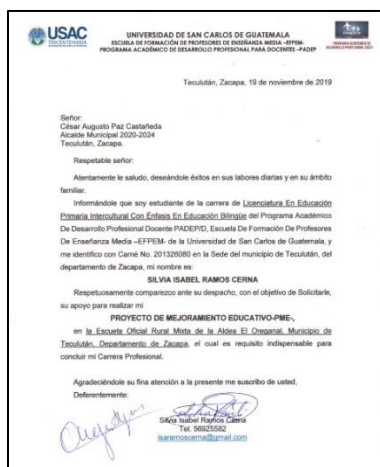 USAC
TRICENTENARIA
UNIVERSIDAD DE SAN CARLOS DE GUATEMALA
ESCUELA DE FORMACIÓN DE PROFESORES DE ENSEÑANZA MEDIA –EFPEM-
PROGRAMA ACADÉMICO DE DESARROLLO PROFESIONAL PARA DOCENTES –PADEP
Teculután, Zacapa, 19 de noviembre de 2019
Señor:
César Augusto Paz Castañeda
Alcalde Municipal 2020-2024
Teculután, Zacapa.
Respetable señor:
Atentamente le saludo, deseándole éxitos en sus labores diarias y en su ámbito
familiar.
Informándole que soy estudiante de la carrera de Licenciatura En Educación
Primaria Intercultural Con Énfasis En Educación Bilingüe del Programa Académico
De Desarrollo Profesional Docente PADEP/D, Escuela De Formación De Profesores
De Enseñanza Media –EFPEM- de la Universidad de San Carlos de Guatemala, y
me identifico con Carné No. 201326080 en la Sede del municipio de Teculután, del
departamento de Zacapa, mi nombre es:
SILVIA ISABEL RAMOS CERNA
Respetuosamente comparezco ante su despacho, con el objetivo de Solicitarle,
su apoyo para realizar mi
PROYECTO DE MEJORAMIENTO EDUCATIVO-PME-,
en la Escuela Oficial Rural Mixta de la Aldea El Oreganal, Municipio de
Teculután, Departamento de Zacapa, el cual es requisito indispensable para
concluir mi Carrera Profesional.
Agradeciéndole su fina atención a la presente me suscribo de usted,
Deferentemente:
Silvia Isabel Ramos Cerna
Tel. 56925582
isaramoscerna@gmail.com